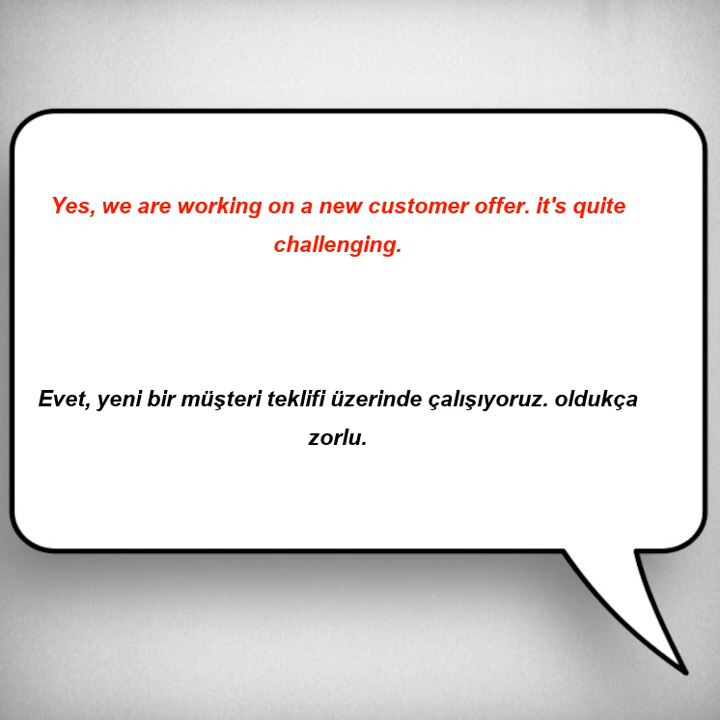 Yes, we are working on a new customer offer. it's quite
challenging.
Evet, yeni bir müşteri teklifi üzerinde çalışıyoruz. oldukça
zorlu.